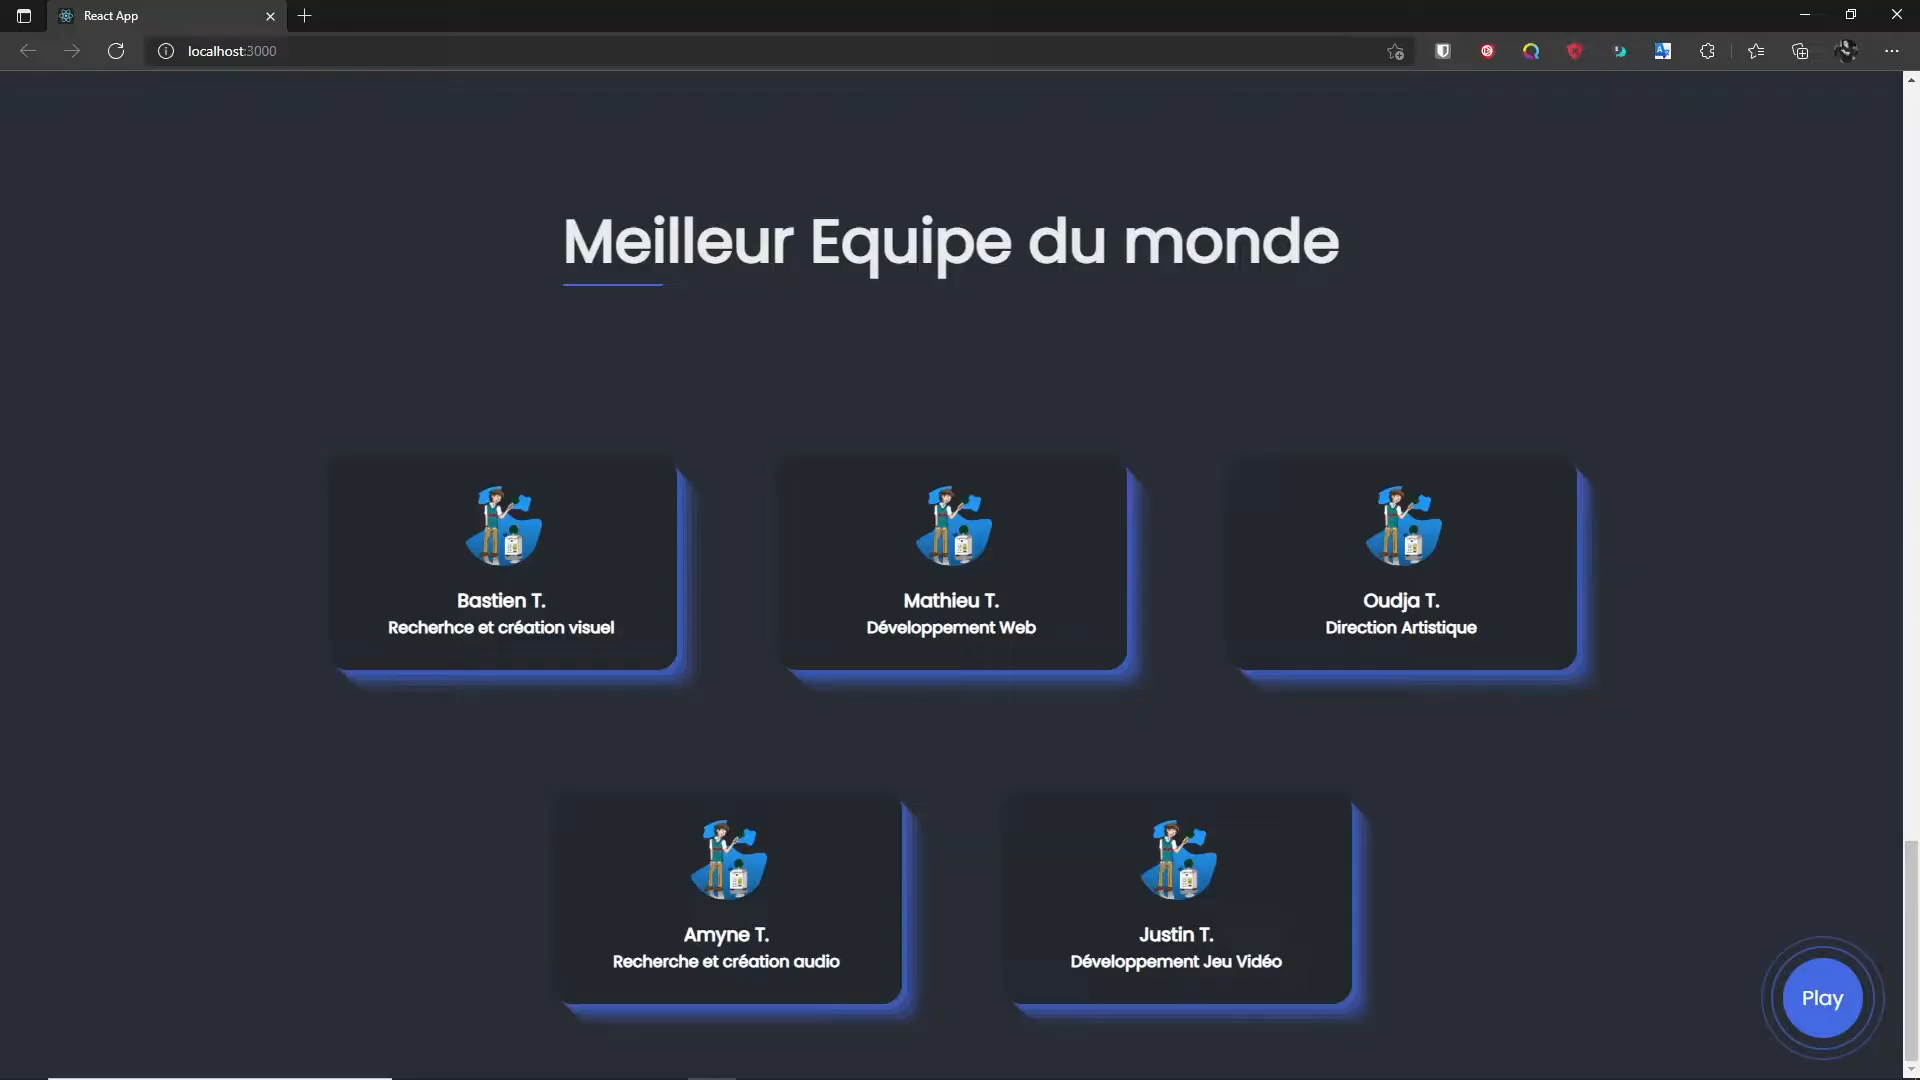 React App
localhost:3000
Meilleur Equipe du monde
Bastien T.
Recherhce et création visuel
Mathieu T.
Développement Web
Oudja T.
Direction Artistique
Amyne T.
Recherche et création audio
Justin T.
Développement Jeu Vidéo
Play